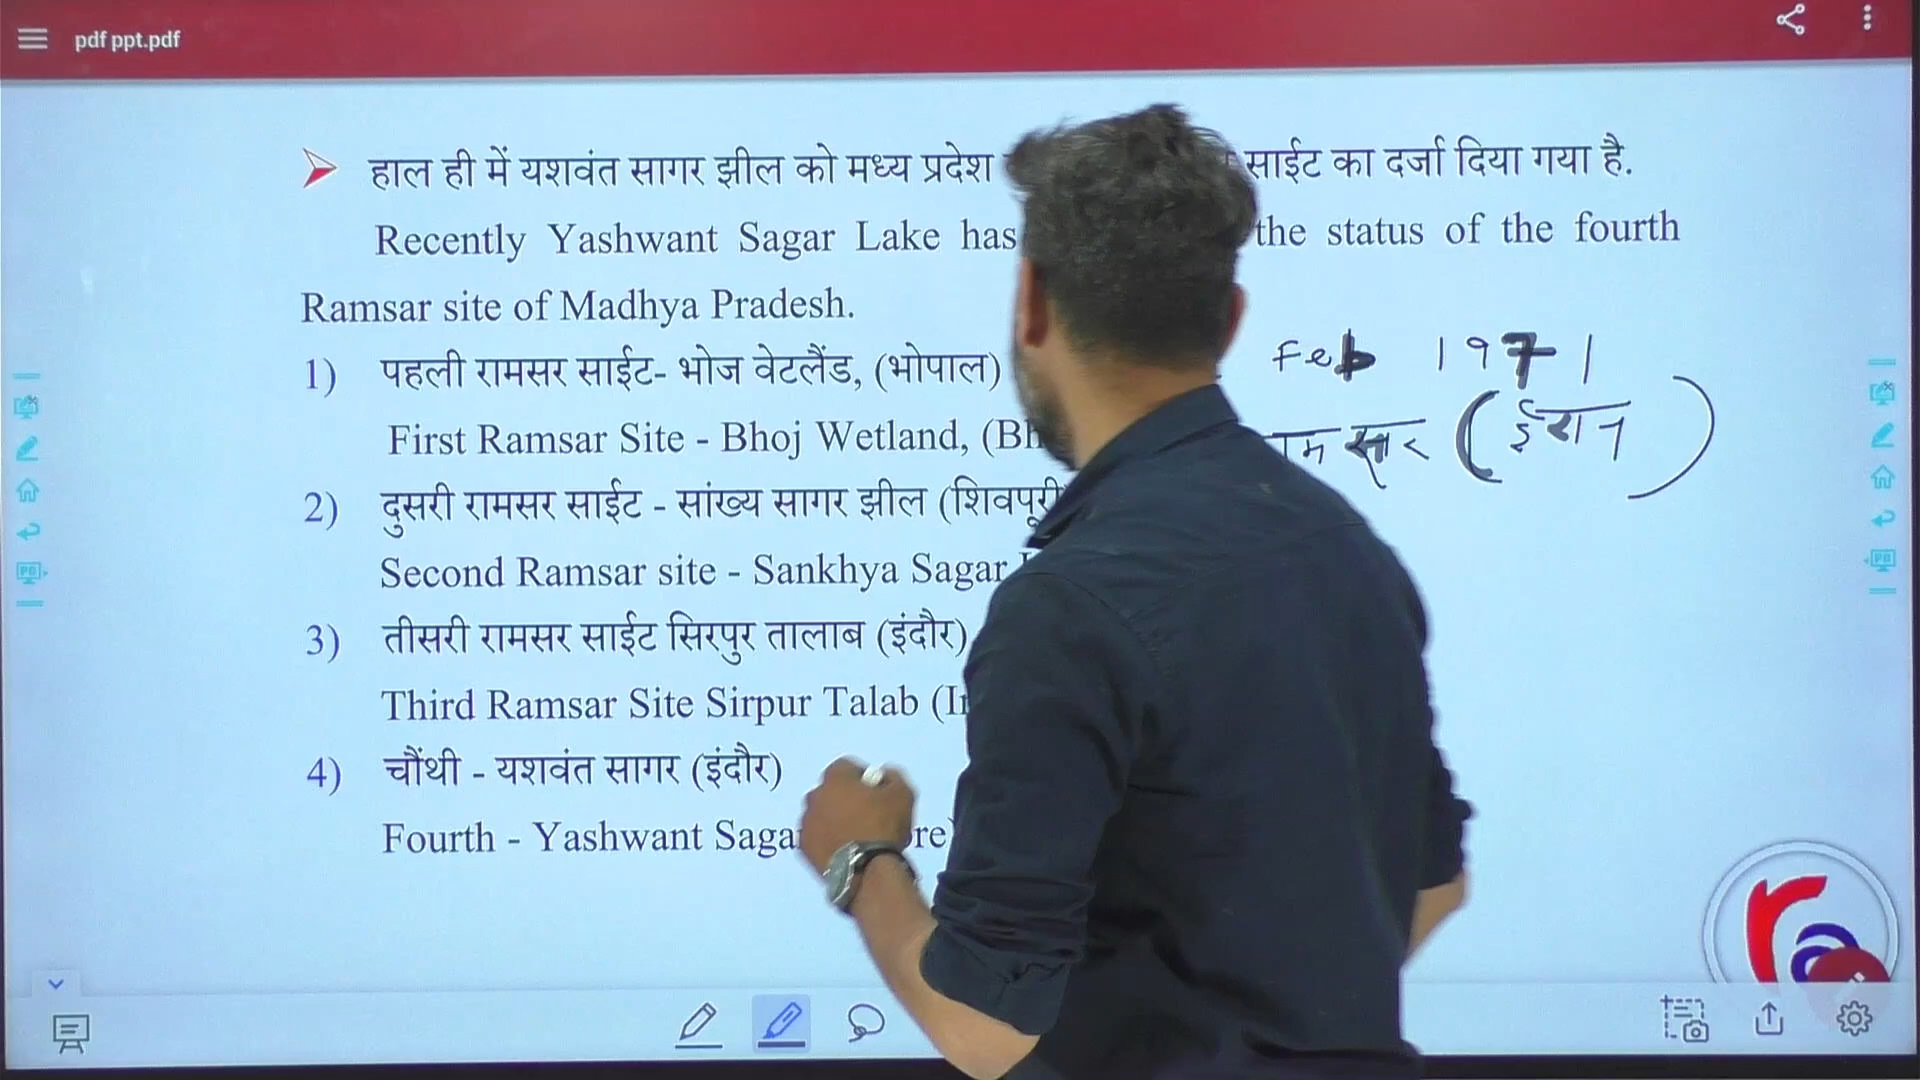 pdf ppt.pdf
हाल ही में यशवंत सागर झील को मध्य प्रदेश साईट का दर्जा दिया गया है.
Recently Yashwant Sagar Lake has the status of the fourth
Ramsar site of Madhya Pradesh.
1) पहली रामसर साईट- भोज वेटलैंड, (भोपाल)
First Ramsar Site - Bhoj Wetland,
2) दुसरी रामसर साईट - सांख्य सागर झील (शिवपूरी
Second Ramsar site - Sankhya Sagar
3) तीसरी रामसर साईट सिरपुर तालाब (इंदौर)
Third Ramsar Site Sirpur Talab
4) चौंथी - यशवंत सागर (इंदौर)
Fourth - Yashwant
Feb 1971
(ईरान)